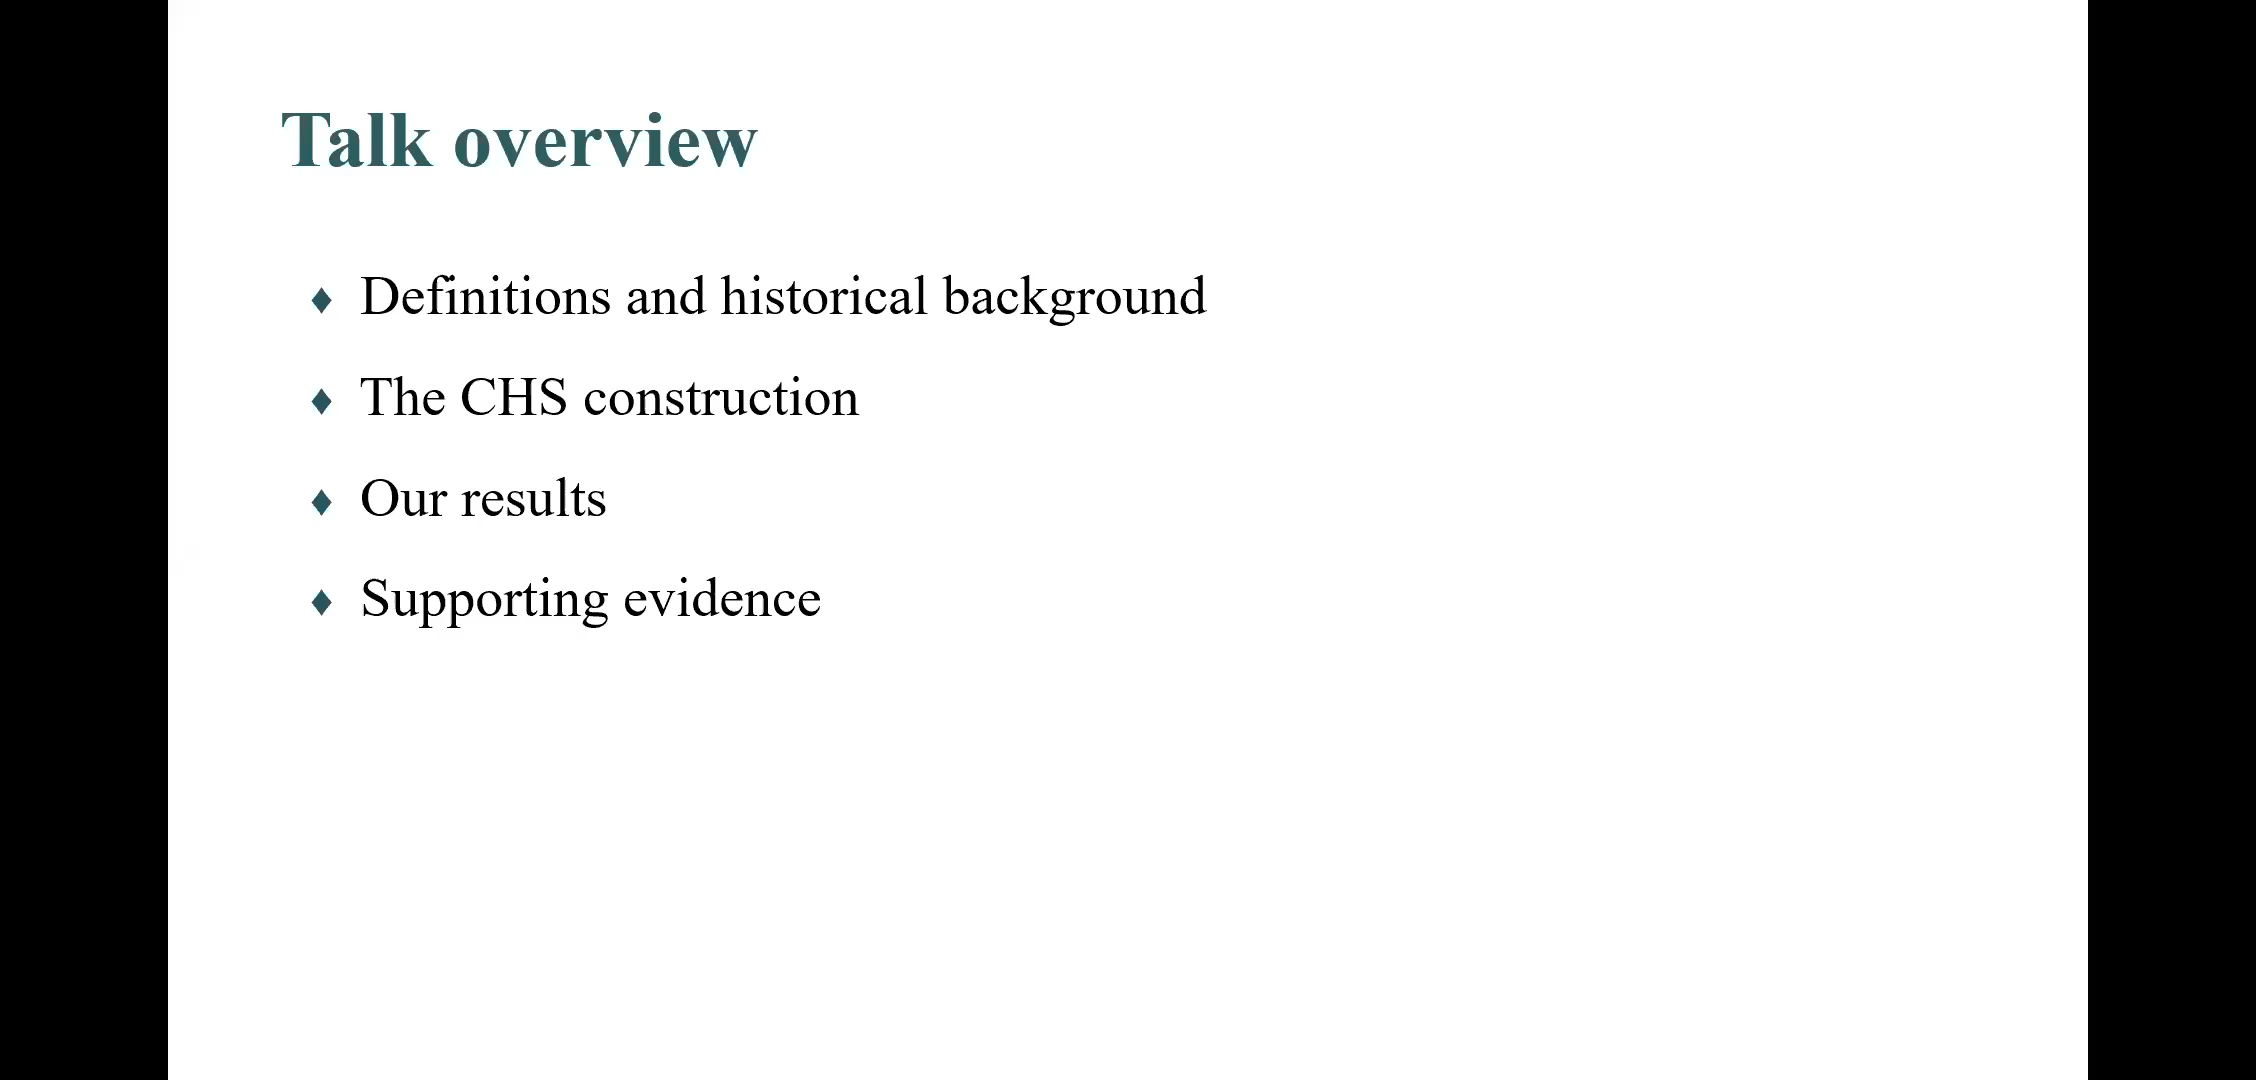 Talk overview
♦ Definitions and historical background
♦ The CHS construction
♦ Our results
♦ Supporting evidence